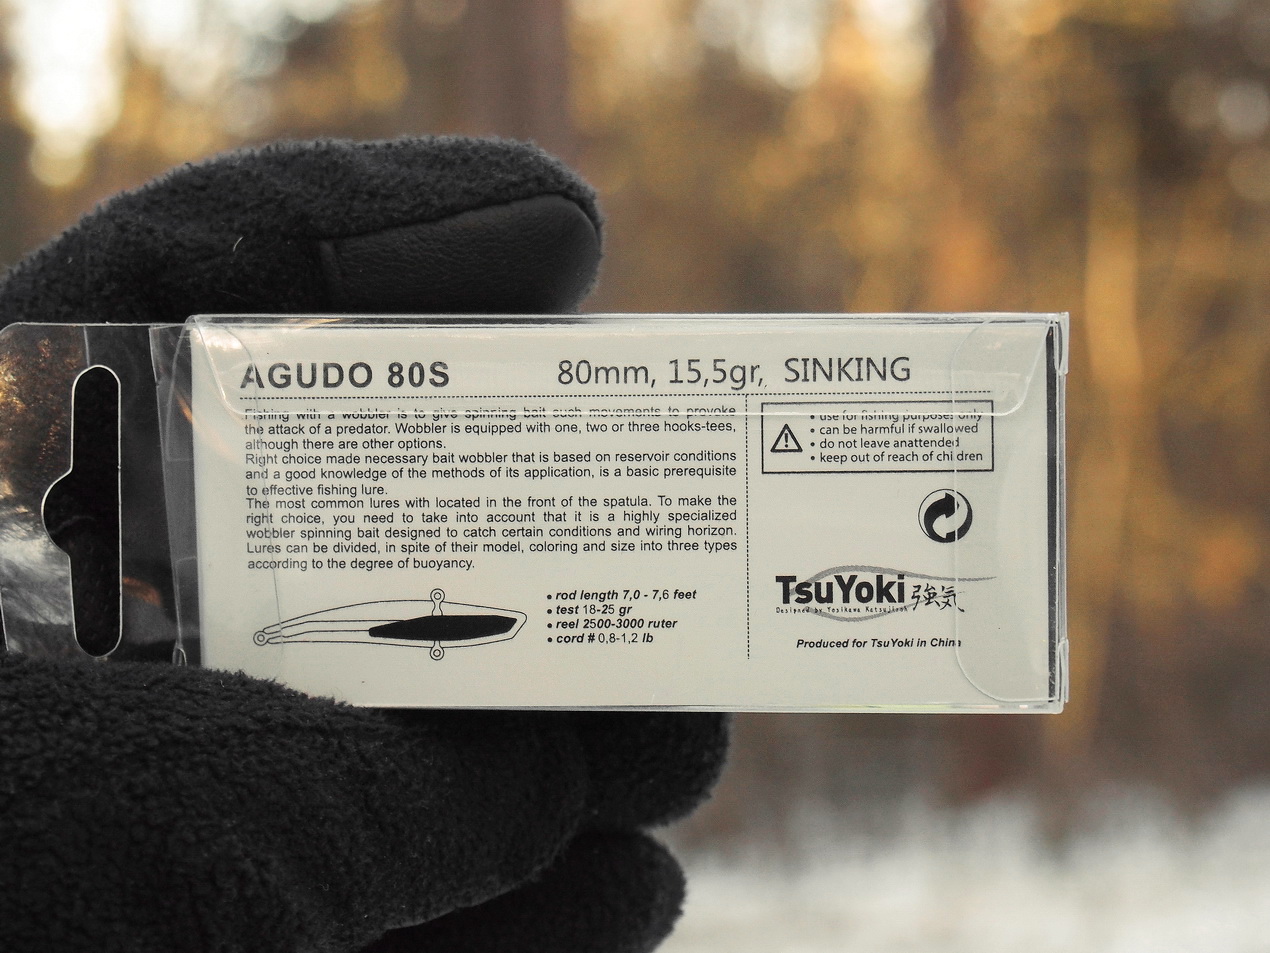 AGUDO 80S 80mm, 15,5gr, SINKING
Fishing with a wobbler is to give spinning bait such movements to provoke
the attack of a predator. Wobbler is equipped with one, two or three hooks-tees,
although there are other options.
Right choice made necessary bait wobbler that is based on reservoir conditions
and a good knowledge of the methods of its application, is a basic prerequisite
to effective fishing lure.
The most common lures with located in the front of the spatula. To make the
right choice, you need to take into account that it is a highly specialized
wobbler spinning bait designed to catch certain conditions and wiring horizon.
Lures can be divided, in spite of their model, coloring and size into three types
according to the degree of buoyancy.
• rod length 7,0 - 7,6 feet
• test 18-25 gr
• reel 2500-3000 ruter
• cord # 0,8-1,2 lb
• use for fishing purposes only
• can be harmful if swallowed
• do not leave anattended
• keep out of reach of children
TsuYoki 強気
Designed by Yosikawa Katsujiroh
Produced for TsuYoki in China